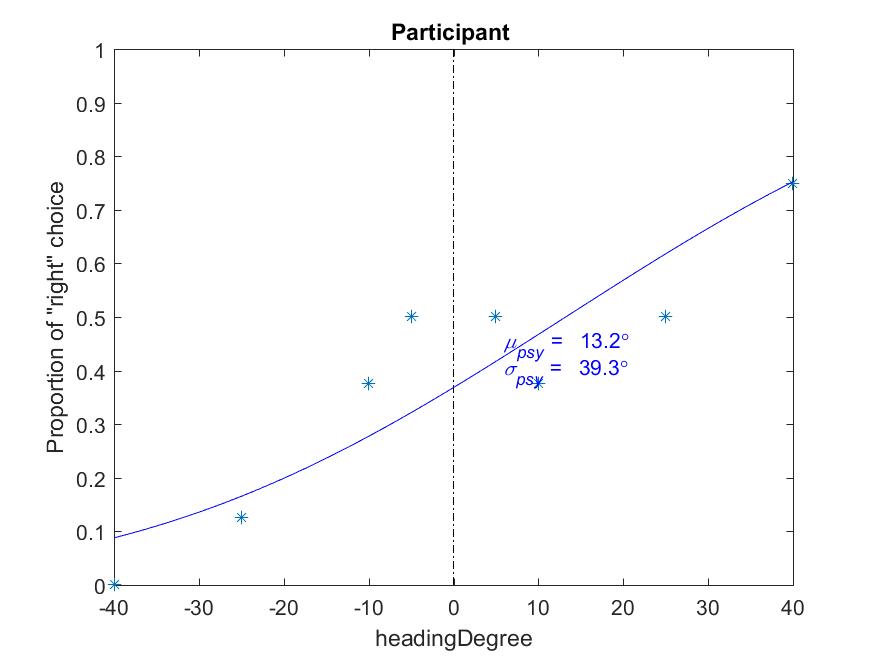 Participant
1
0.9
0.8
0.7
0.6
0.5
0.4
0.3
0.2
0.1
0
Proportion of "right" choice
μpsy = 13.2°
σpsy = 39.3°
-40 -30 -20 -10 0 10 20 30 40
headingDegree